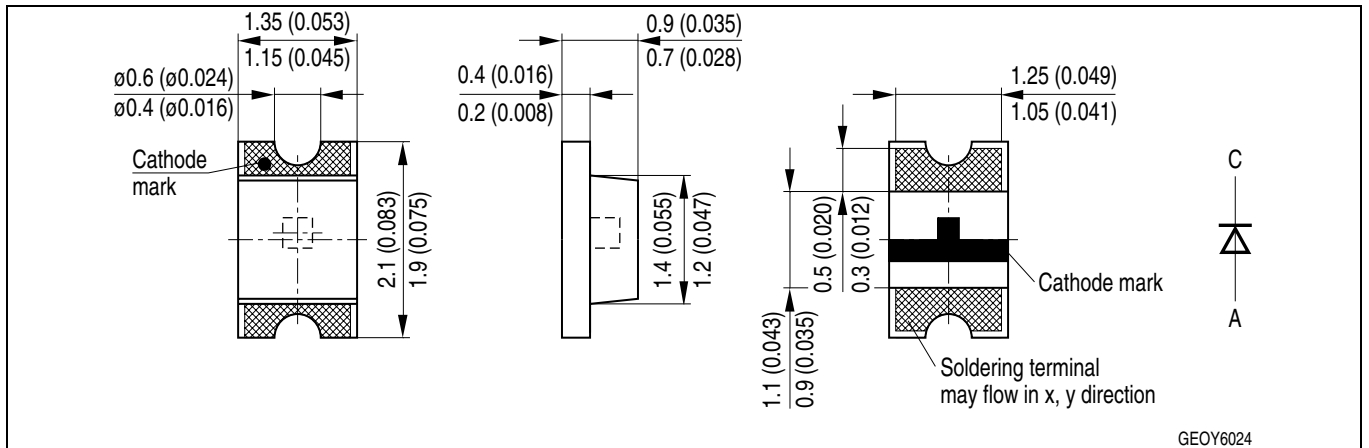 1.35 (0.053)
1.15 (0.045)
ø0.6 (ø0.024)
ø0.4 (ø0.016)
Cathode
mark
2.1 (0.083)
1.9 (0.075)
0.9 (0.035)
0.7 (0.028)
0.4 (0.016)
0.2 (0.008)
1.4 (0.055)
1.2 (0.047)
1.25 (0.049)
1.05 (0.041)
0.5 (0.020)
0.3 (0.012)
1.1 (0.043)
0.9 (0.035)
Cathode mark
Soldering terminal
may flow in x, y direction
C
A
GEOY6024